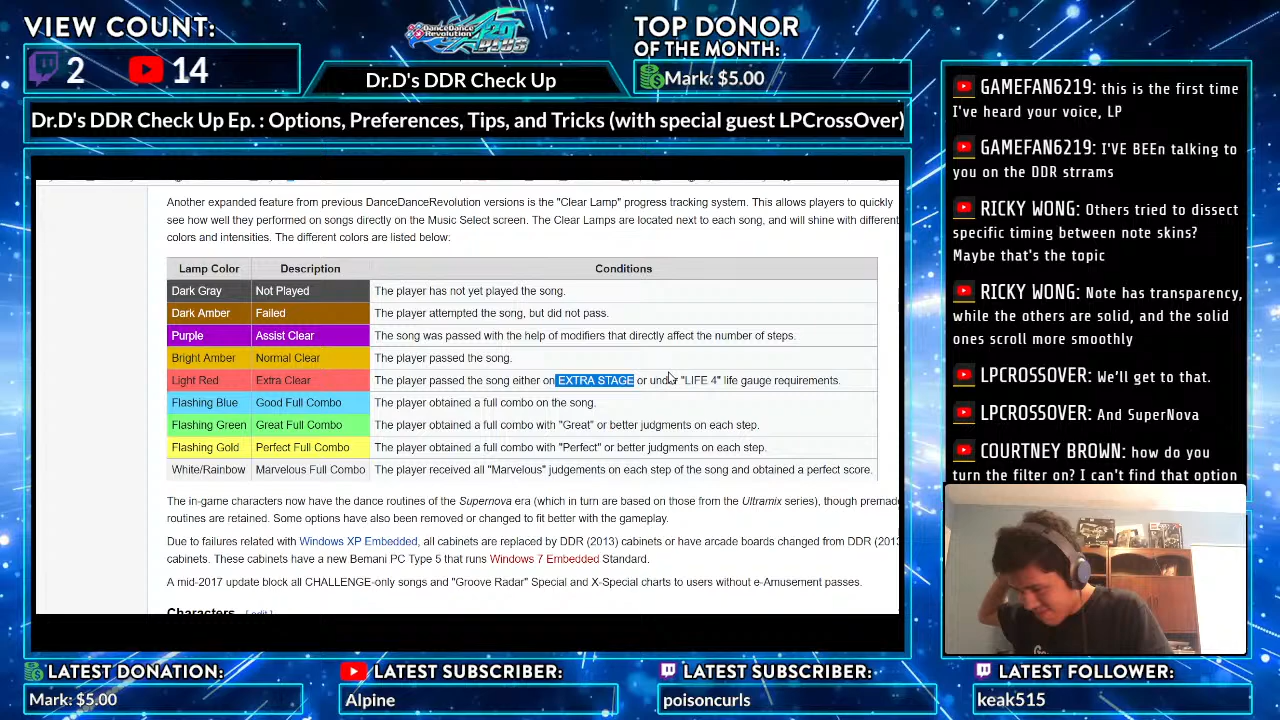 VIEW COUNT:
2
14
DanceDanceRevolution A20 PLUS
Dr.D's DDR Check Up
TOP DONOR
OF THE MONTH:
Mark: $5.00
Dr.D's DDR Check Up Ep. : Options, Preferences, Tips, and Tricks (with special guest LPCrossOver)
Another expanded feature from previous DanceDanceRevolution versions is the "Clear Lamp" progress tracking system. This allows players to quickly
see how well they performed on songs directly on the Music Select screen. The Clear Lamps are located next to each song, and will shine with different
colors and intensities. The different colors are listed below:
Lamp Color Description Conditions
Dark Gray Not Played The player has not yet played the song.
Dark Amber Failed The player attempted the song, but did not pass.
Purple Assist Clear The song was passed with the help of modifiers that directly affect the number of steps.
Bright Amber Normal Clear The player passed the song.
Light Red Extra Clear The player passed the song either on EXTRA STAGE or under "LIFE 4" life gauge requirements.
Flashing Blue Good Full Combo The player obtained a full combo on the song.
Flashing Green Great Full Combo The player obtained a full combo with "Great" or better judgments on each step.
Flashing Gold Perfect Full Combo The player obtained a full combo with "Perfect" or better judgments on each step.
White/Rainbow Marvelous Full Combo The player received all "Marvelous" judgements on each step of the song and obtained a perfect score.
The in-game characters now have the dance routines of the Supernova era (which in turn are based on those from the Ultramix series), though premad
routines are retained. Some options have also been removed or changed to fit better with the gameplay.
Due to failures related with Windows XP Embedded, all cabinets are replaced by DDR (2013) cabinets or have arcade boards changed from DDR (2013
cabinets. These cabinets have a new Bemani PC Type 5 that runs Windows 7 Embedded Standard.
A mid-2017 update block all CHALLENGE-only songs and "Groove Radar" Special and X-Special charts to users without e-Amusement passes.
Characters [ edit ]
GAMEFAN6219: this is the first time
I've heard your voice, LP
GAMEFAN6219: I'VE BEEn talking to
you on the DDR strrams
RICKY WONG: Others tried to dissect
specific timing between note skins?
Maybe that's the topic
RICKY WONG: Note has transparency,
while the others are solid, and the solid
ones scroll more smoothly
LPCROSSOVER: We'll get to that.
LPCROSSOVER: And SuperNova
COURTNEY BROWN: how do you
turn the filter on? I can't find that option
LATEST DONATION:
Mark: $5.00
LATEST SUBSCRIBER:
Alpine
LATEST SUBSCRIBER:
poisoncurls
LATEST FOLLOWER:
keak515